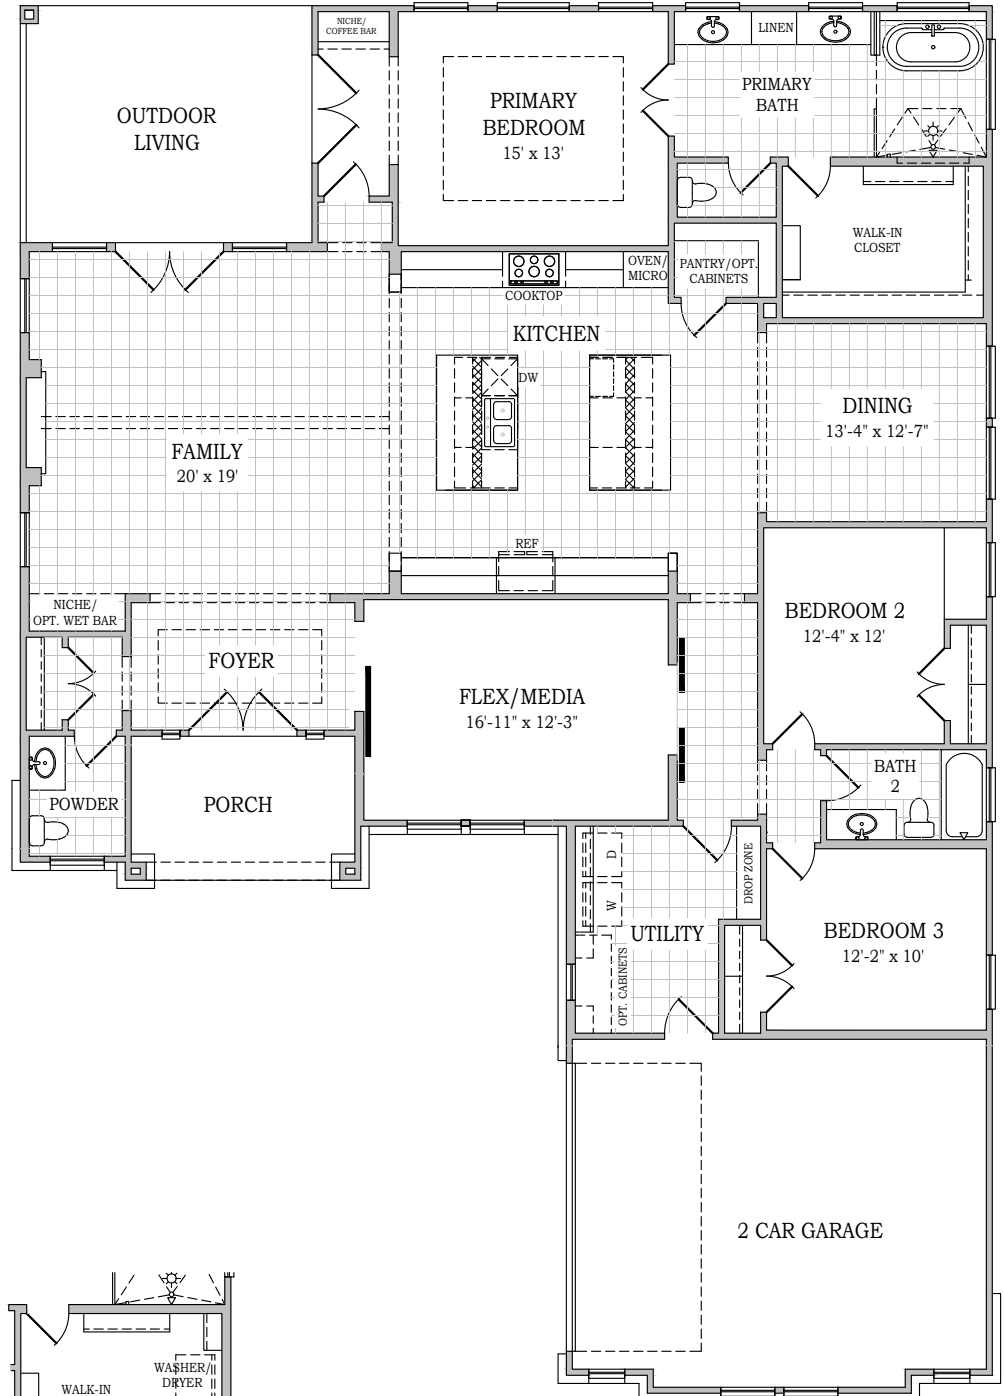 NICHE/
COFFEE BAR
LINEN
OUTDOOR
LIVING
PRIMARY
BEDROOM
15' x 13'
PRIMARY
BATH
WALK-IN
CLOSET
OVEN/
MICRO
PANTRY/OPT.
CABINETS
COOKTOP
KITCHEN
DW
DINING
13'-4" x 12'-7"
FAMILY
20' x 19'
REF
NICHE/
OPT. WET BAR
BEDROOM 2
12'-4" x 12'
FOYER
FLEX/MEDIA
16'-11" x 12'-3"
BATH
2
POWDER
PORCH
D
W
DROP ZONE
UTILITY
OPT. CABINETS
BEDROOM 3
12'-2" x 10'
2 CAR GARAGE
WASHER/
DRYER
WALK-IN